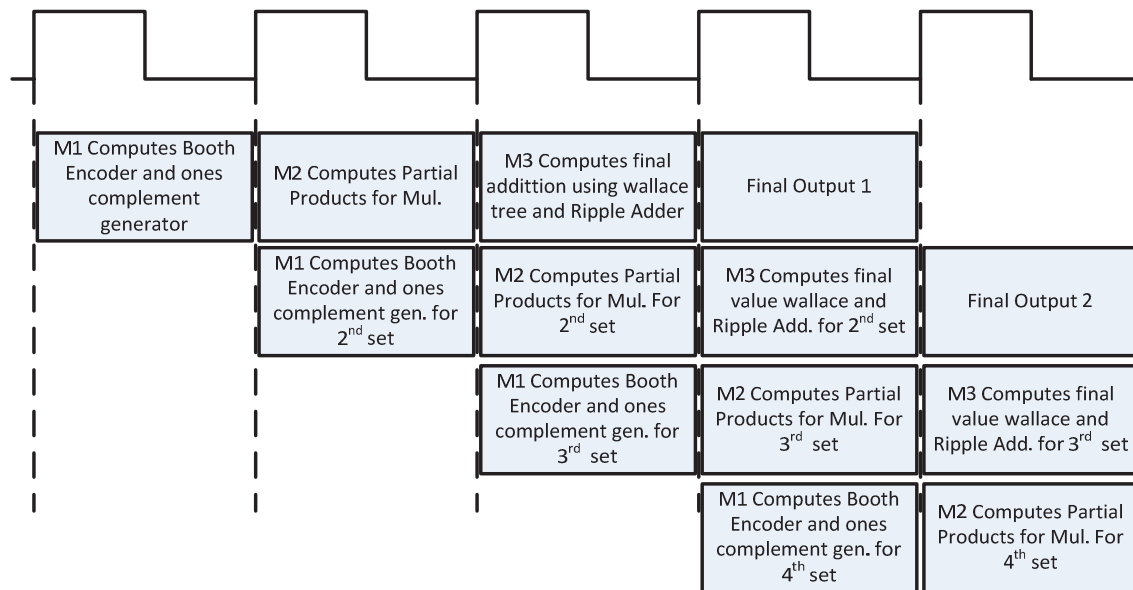 M1 Computes Booth
Encoder and ones
complement
generator
M2 Computes Partial
Products for Mul.
M3 Computes final
addittion using wallace
tree and Ripple Adder
Final Output 1
M1 Computes Booth
Encoder and ones
complement gen. for
2nd set
M2 Computes Partial
Products for Mul. For
2nd set
M3 Computes final
value wallace and
Ripple Add. for 2nd set
Final Output 2
M1 Computes Booth
Encoder and ones
complement gen. for
3rd set
M2 Computes Partial
Products for Mul. For
3rd set
M3 Computes final
value wallace and
Ripple Add. for 3rd set
M1 Computes Booth
Encoder and ones
complement gen. for
4th set
M2 Computes Partial
Products for Mul. For
4th set